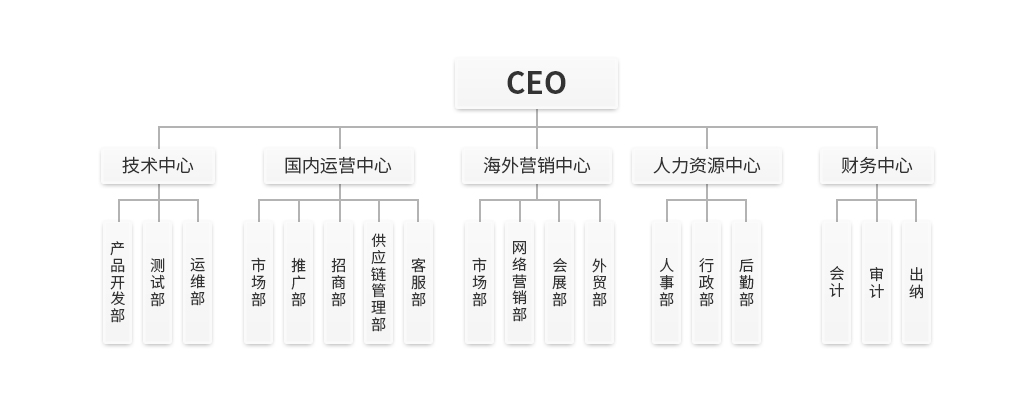 CEO
技术中心
国内运营中心
海外营销中心
人力资源中心
财务中心
产品开发部
测试部
运维部
市场部
推广部
招商部
供应链管理部
客服部
市场部
网络营销部
会展部
外贸部
人事部
行政部
后勤部
会计
审计
出纳